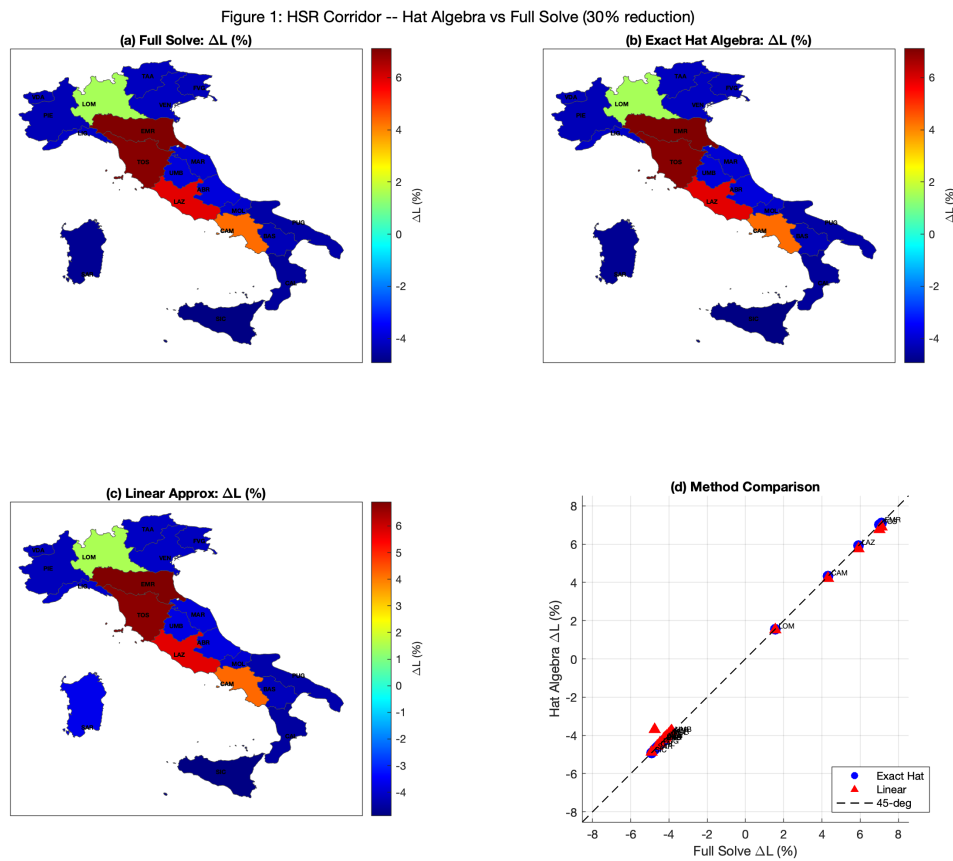 Figure 1: HSR Corridor -- Hat Algebra vs Full Solve (30% reduction)
(a) Full Solve: ΔL (%)
LOM
EMR
TOS
LAZ
CAM
6
4
2
0
-2
-4
ΔL (%)
(b) Exact Hat Algebra: ΔL (%)
LOM
EMR
TOS
LAZ
CAM
6
4
2
0
-2
-4
ΔL (%)
(c) Linear Approx: ΔL (%)
LOM
EMR
TOS
LAZ
CAM
6
5
4
3
2
1
0
-1
-2
-3
-4
ΔL (%)
(d) Method Comparison
8
6
4
2
0
-2
-4
-6
-8
Hat Algebra ΔL (%)
EMR
LAZ
CAM
LOM
Exact Hat
Linear
45-deg
-8
-6
-4
-2
0
2
4
6
8
Full Solve ΔL (%)